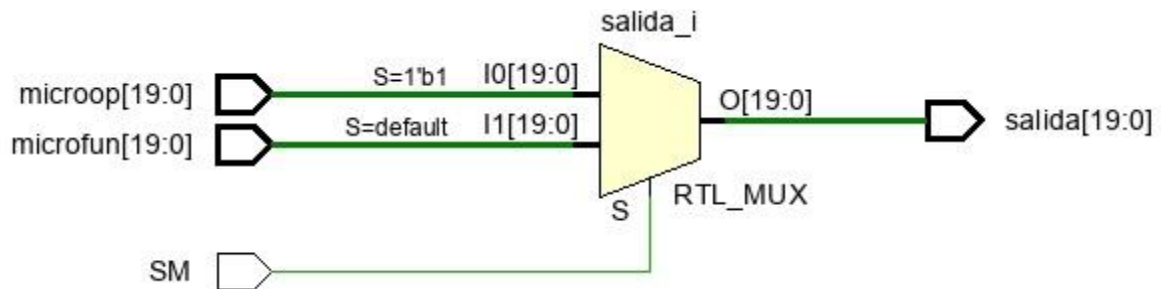 salida_i
microop[19:0]
S=1'b1
I0[19:0]
microfun[19:0]
S=default
I1[19:0]
O[19:0]
salida[19:0]
S
RTL_MUX
SM